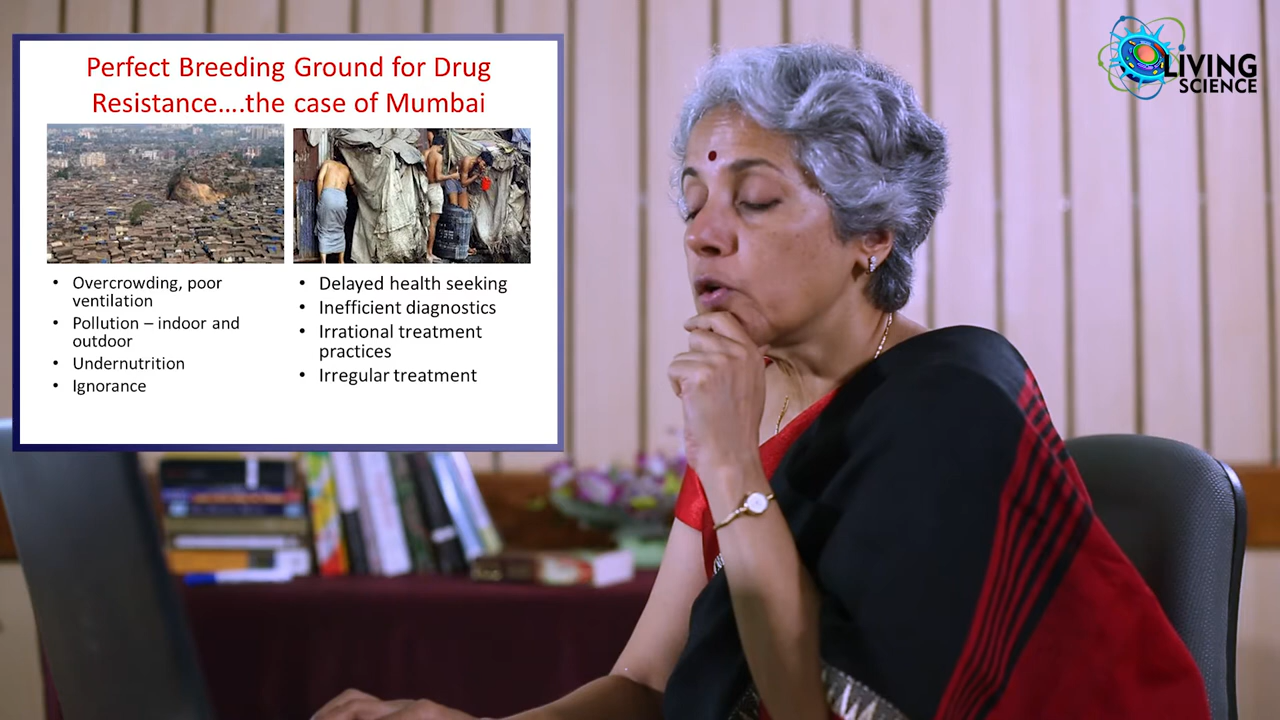 Perfect Breeding Ground for Drug
Resistance....the case of Mumbai
• Overcrowding, poor
ventilation
• Pollution – indoor and
outdoor
• Undernutrition
• Ignorance
• Delayed health seeking
• Inefficient diagnostics
• Irrational treatment
practices
• Irregular treatment
LIVING
SCIENCE